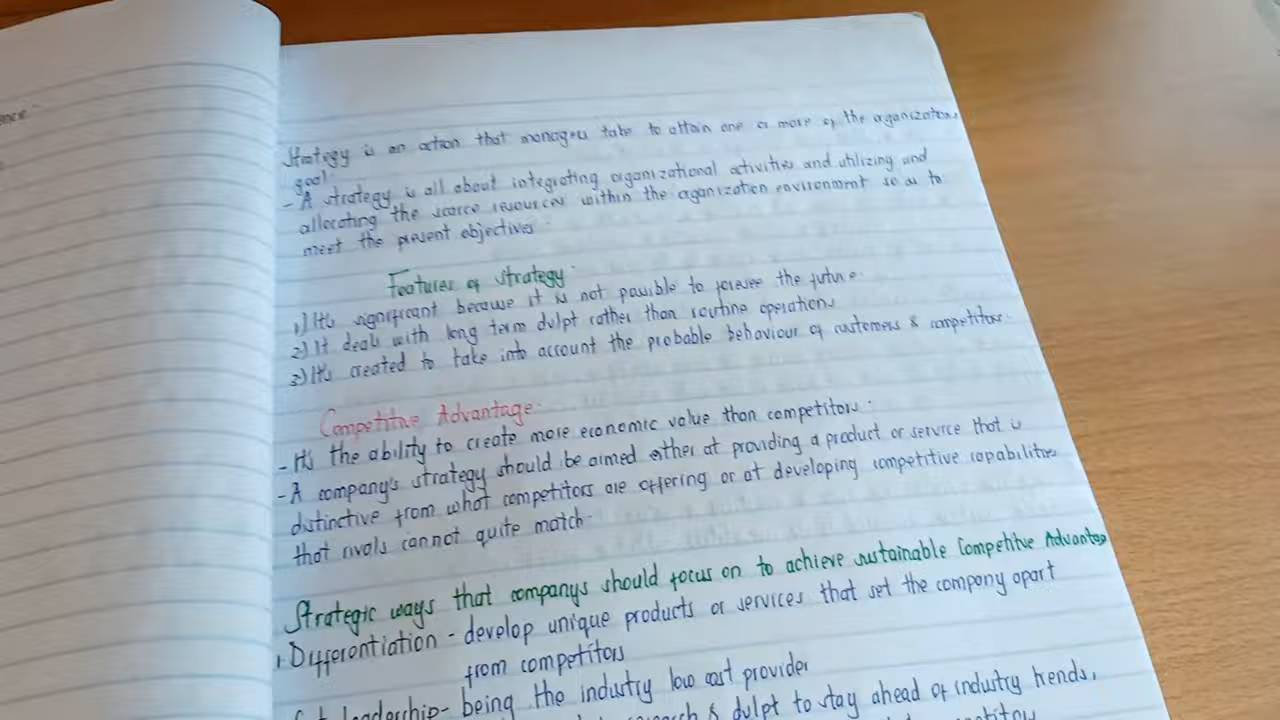 ence
Strategy is an action that managers take to attain one or more of the organizations
goal.
- A strategy is all about integrating organizational activities and utilizing and
allocating the scarce resources within the organization environment so as to
meet the present objectives.
Features of strategy.
1) It's significant because it is not possible to foresee the future.
2) It deals with long term dvlpt rather than routine operations
3) It's created to take into account the probable behaviour of customers & competitors.
Competitive Advantage.
- It's the ability to create more economic value than competitors.
- A company's strategy should be aimed either at providing a product or service that is
distinctive from what competitors are offering or at developing competitive capabilities
that rivals cannot quite match.
Strategic ways that companys should focus on to achieve sustainable Competitive Advantage
1. Differentiation - develop unique products or services that set the company apart
from competitors
leadership - being the industry low cost provider
& dvlpt to stay ahead of industry trends,